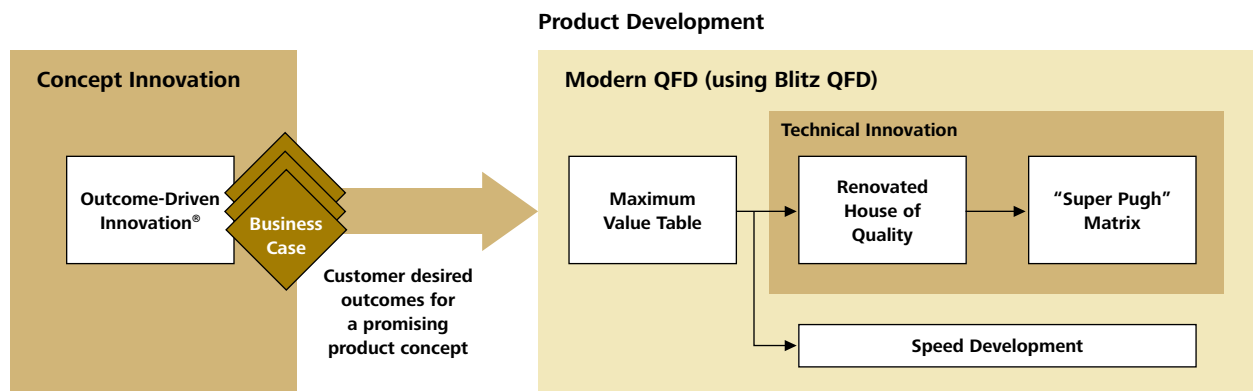 Product Development
Concept Innovation
Outcome-Driven
Innovation®
Business
Case
Customer desired
outcomes for
a promising
product concept
Modern QFD (using Blitz QFD)
Maximum
Value Table
Technical Innovation
Renovated
House of
Quality
“Super Pugh”
Matrix
Speed Development